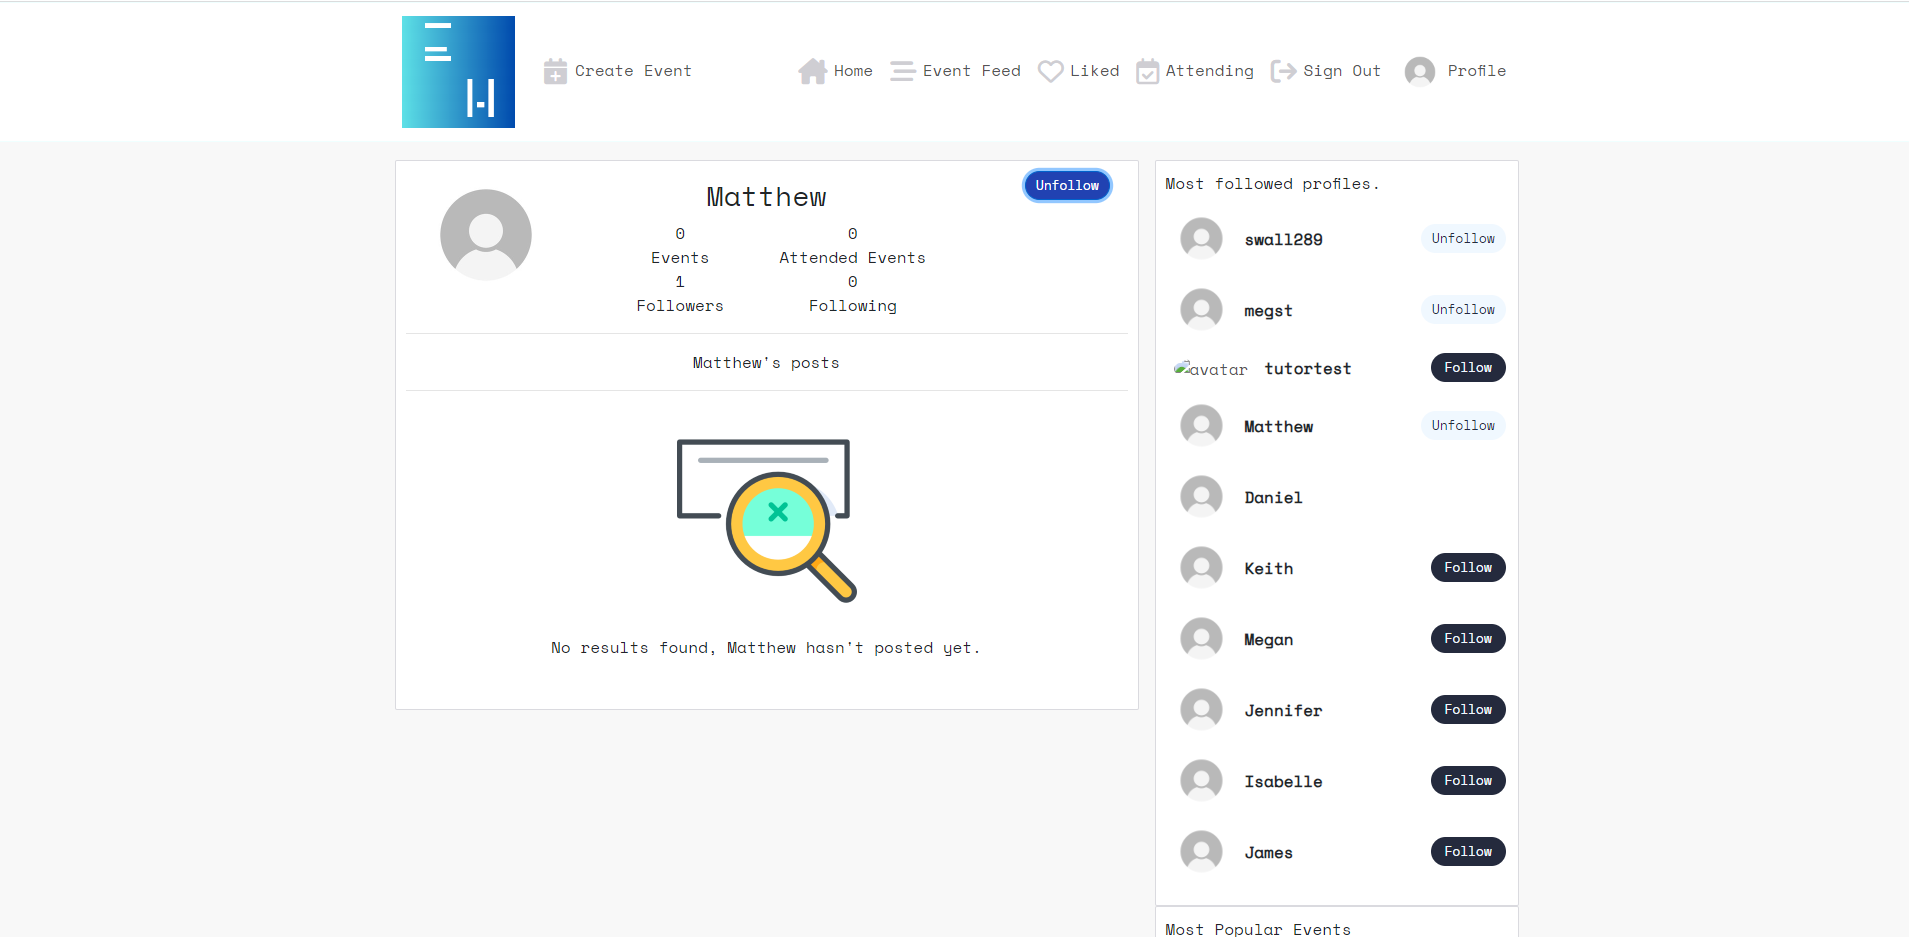 Create Event
Home
Event Feed
Liked
Attending
Sign Out
Profile
Matthew
Unfollow
0
Events
0
Attended Events
1
Followers
0
Following
Matthew's posts
No results found, Matthew hasn't posted yet.
Most followed profiles.
swall289
Unfollow
megst
Unfollow
avatar
tutortest
Follow
Matthew
Unfollow
Daniel
Keith
Follow
Megan
Follow
Jennifer
Follow
Isabelle
Follow
James
Follow
Most Popular Events